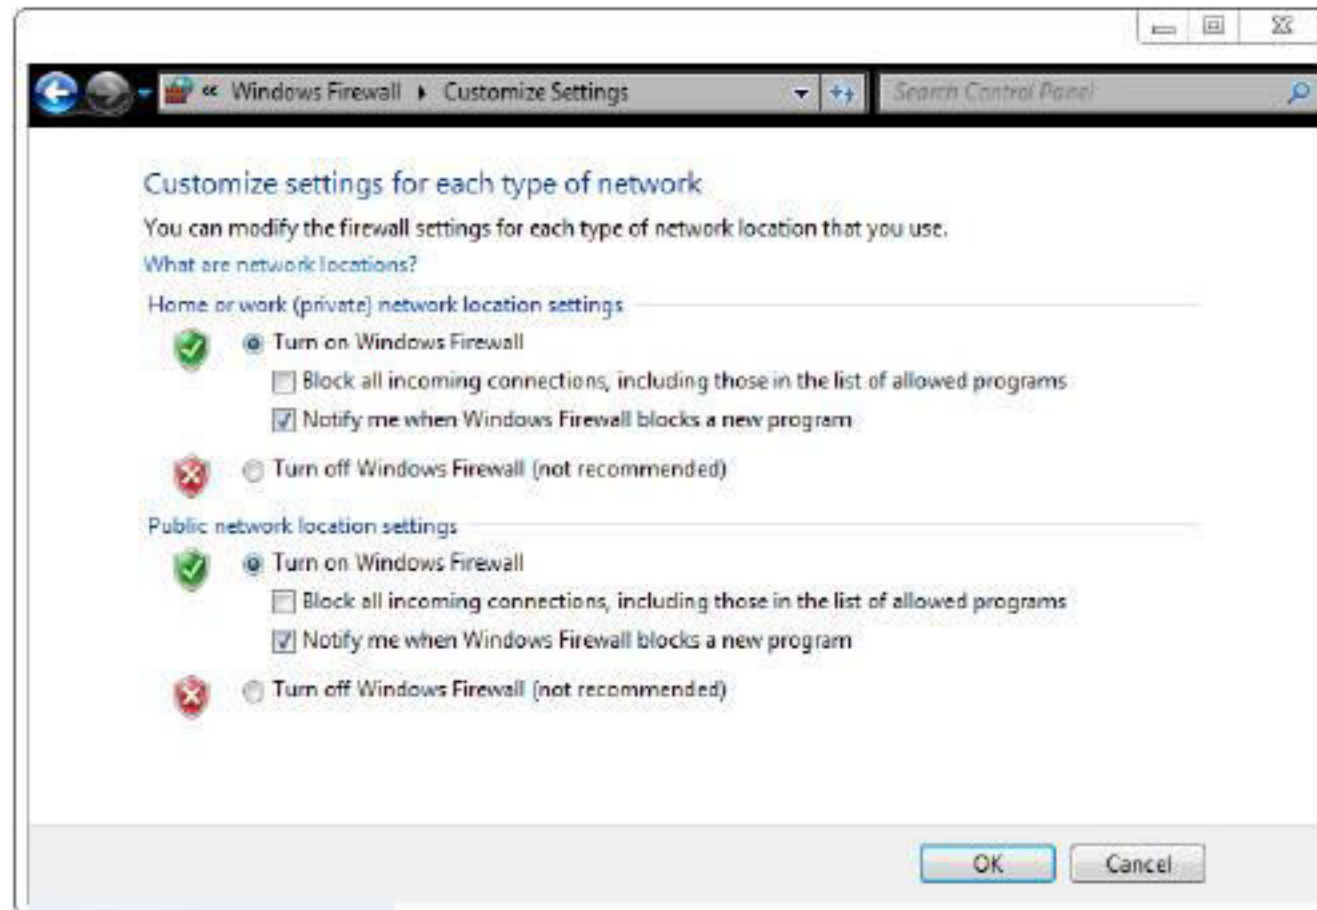 « Windows Firewall ▸ Customize Settings
Search Control Panel
Customize settings for each type of network
You can modify the firewall settings for each type of network location that you use.
What are network locations?
Home or work (private) network location settings
Turn on Windows Firewall
Block all incoming connections, including those in the list of allowed programs
Notify me when Windows Firewall blocks a new program
Turn off Windows Firewall (not recommended)
Public network location settings
Turn on Windows Firewall
Block all incoming connections, including those in the list of allowed programs
Notify me when Windows Firewall blocks a new program
Turn off Windows Firewall (not recommended)
OK
Cancel